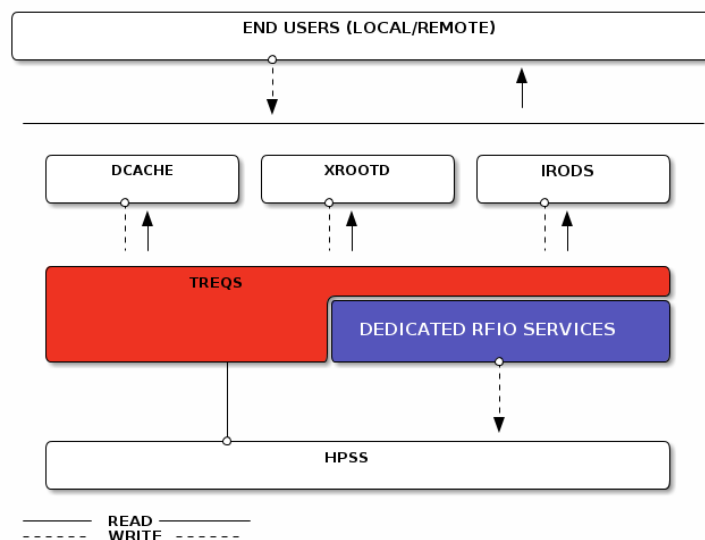 END USERS (LOCAL/REMOTE)
DCACHE
XROOTD
IRODS
TREQS
DEDICATED RFIO SERVICES
HPSS
READ
WRITE